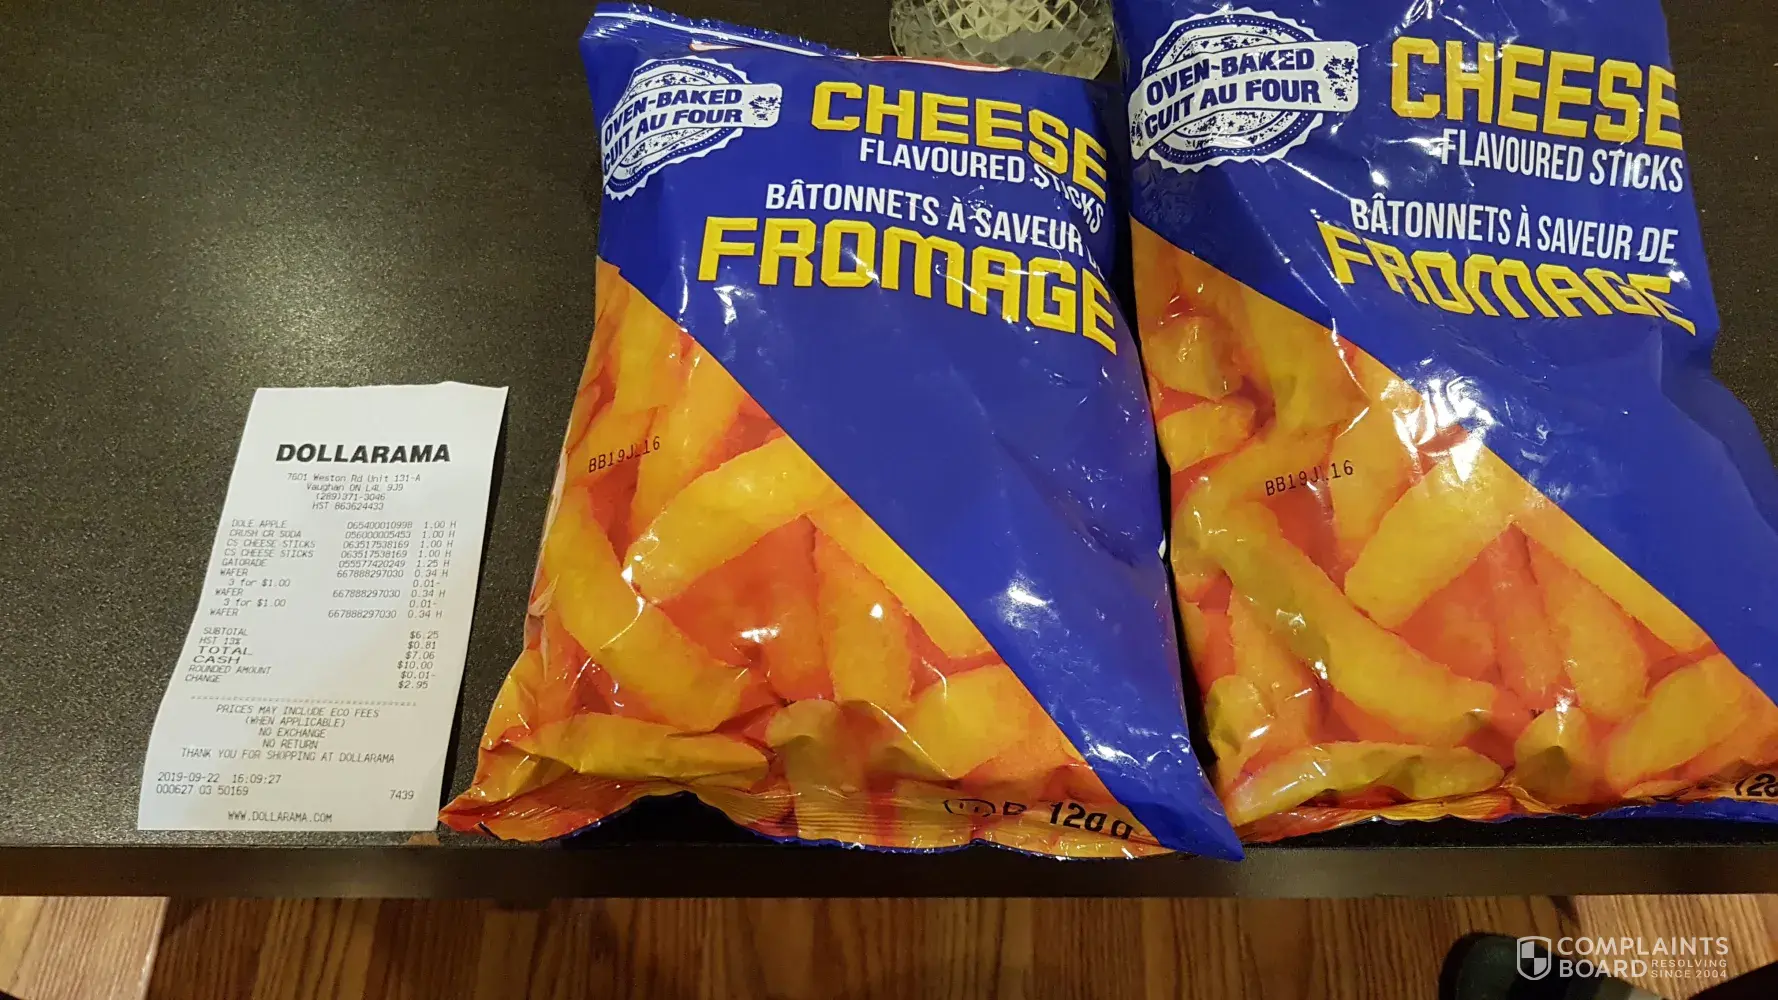 DOLLARAMA
7601 Weston Rd Unit 131-A
Vaughan ON L4L 9J9
(289)371-3046
HST 863624433
DOLE APPLE 065400010998 1.00 H
CRUSH CR SODA 056000005453 1.00 H
CS CHEESE STICKS 063517538169 1.00 H
CS CHEESE STICKS 063517538169 1.00 H
GATORADE 055577420249 1.25 H
WAFER 667888297030 0.34 H
3 for $1.00 0.01-
WAFER 667888297030 0.34 H
3 for $1.00 0.01-
WAFER 667888297030 0.34 H
SUBTOTAL $6.25
HST 13% $0.81
TOTAL $7.06
CASH $10.00
ROUNDED AMOUNT $0.01-
CHANGE $2.95
PRICES MAY INCLUDE ECO FEES
(WHEN APPLICABLE)
NO EXCHANGE
NO RETURN
THANK YOU FOR SHOPPING AT DOLLARAMA
2019-09-22 16:09:27
000627 03 50169 7439
WWW.DOLLARAMA.COM
OVEN-BAKED
CUIT AU FOUR
CHEESE
FLAVOURED STICKS
BÂTONNETS À SAVEUR
FROMAGE
BB19JL16
120 g
OVEN-BAKED
CUIT AU FOUR
CHEESE
FLAVOURED STICKS
BÂTONNETS À SAVEUR DE
FROMAGE
BB19JL16
COMPLAINTS
BOARD RESOLVING
SINCE 2004